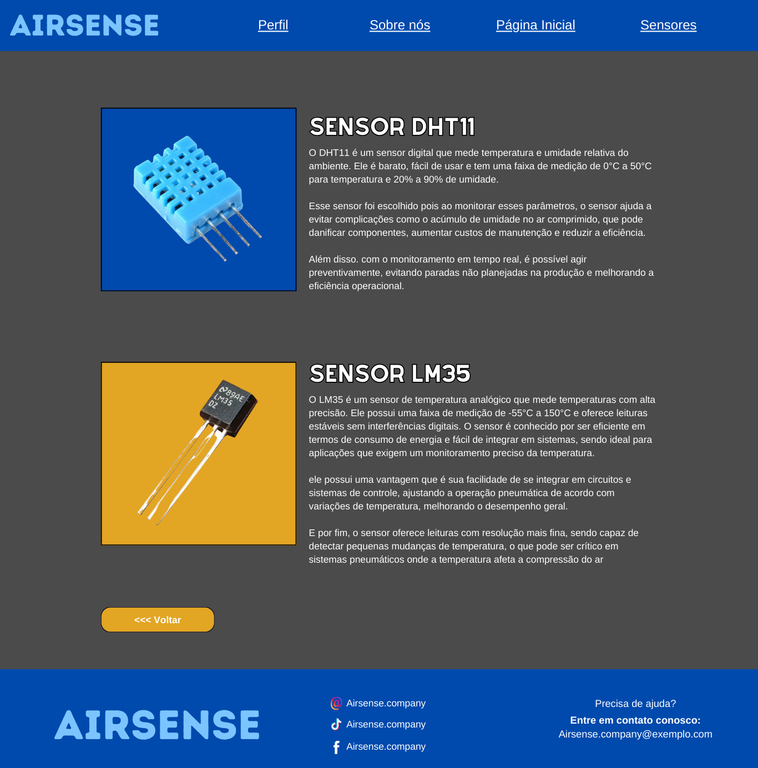 AIRSENSE
Perfil
Sobre nós
Página Inicial
Sensores
SENSOR DHT11
O DHT11 é um sensor digital que mede temperatura e umidade relativa do
ambiente. Ele é barato, fácil de usar e tem uma faixa de medição de 0°C a 50°C
para temperatura e 20% a 90% de umidade.
Esse sensor foi escolhido pois ao monitorar esses parâmetros, o sensor ajuda a
evitar complicações como o acúmulo de umidade no ar comprimido, que pode
danificar componentes, aumentar custos de manutenção e reduzir a eficiência.
Além disso. com o monitoramento em tempo real, é possível agir
preventivamente, evitando paradas não planejadas na produção e melhorando a
eficiência operacional.
SENSOR LM35
89AE
LM35
DZ
O LM35 é um sensor de temperatura analógico que mede temperaturas com alta
precisão. Ele possui uma faixa de medição de -55°C a 150°C e oferece leituras
estáveis sem interferências digitais. O sensor é conhecido por ser eficiente em
termos de consumo de energia e fácil de integrar em sistemas, sendo ideal para
aplicações que exigem um monitoramento preciso da temperatura.
ele possui uma vantagem que é sua facilidade de se integrar em circuitos e
sistemas de controle, ajustando a operação pneumática de acordo com
variações de temperatura, melhorando o desempenho geral.
E por fim, o sensor oferece leituras com resolução mais fina, sendo capaz de
detectar pequenas mudanças de temperatura, o que pode ser crítico em
sistemas pneumáticos onde a temperatura afeta a compressão do ar
<<< Voltar
AIRSENSE
Airsense.company
Airsense.company
Airsense.company
Precisa de ajuda?
Entre em contato conosco:
Airsense.company@exemplo.com